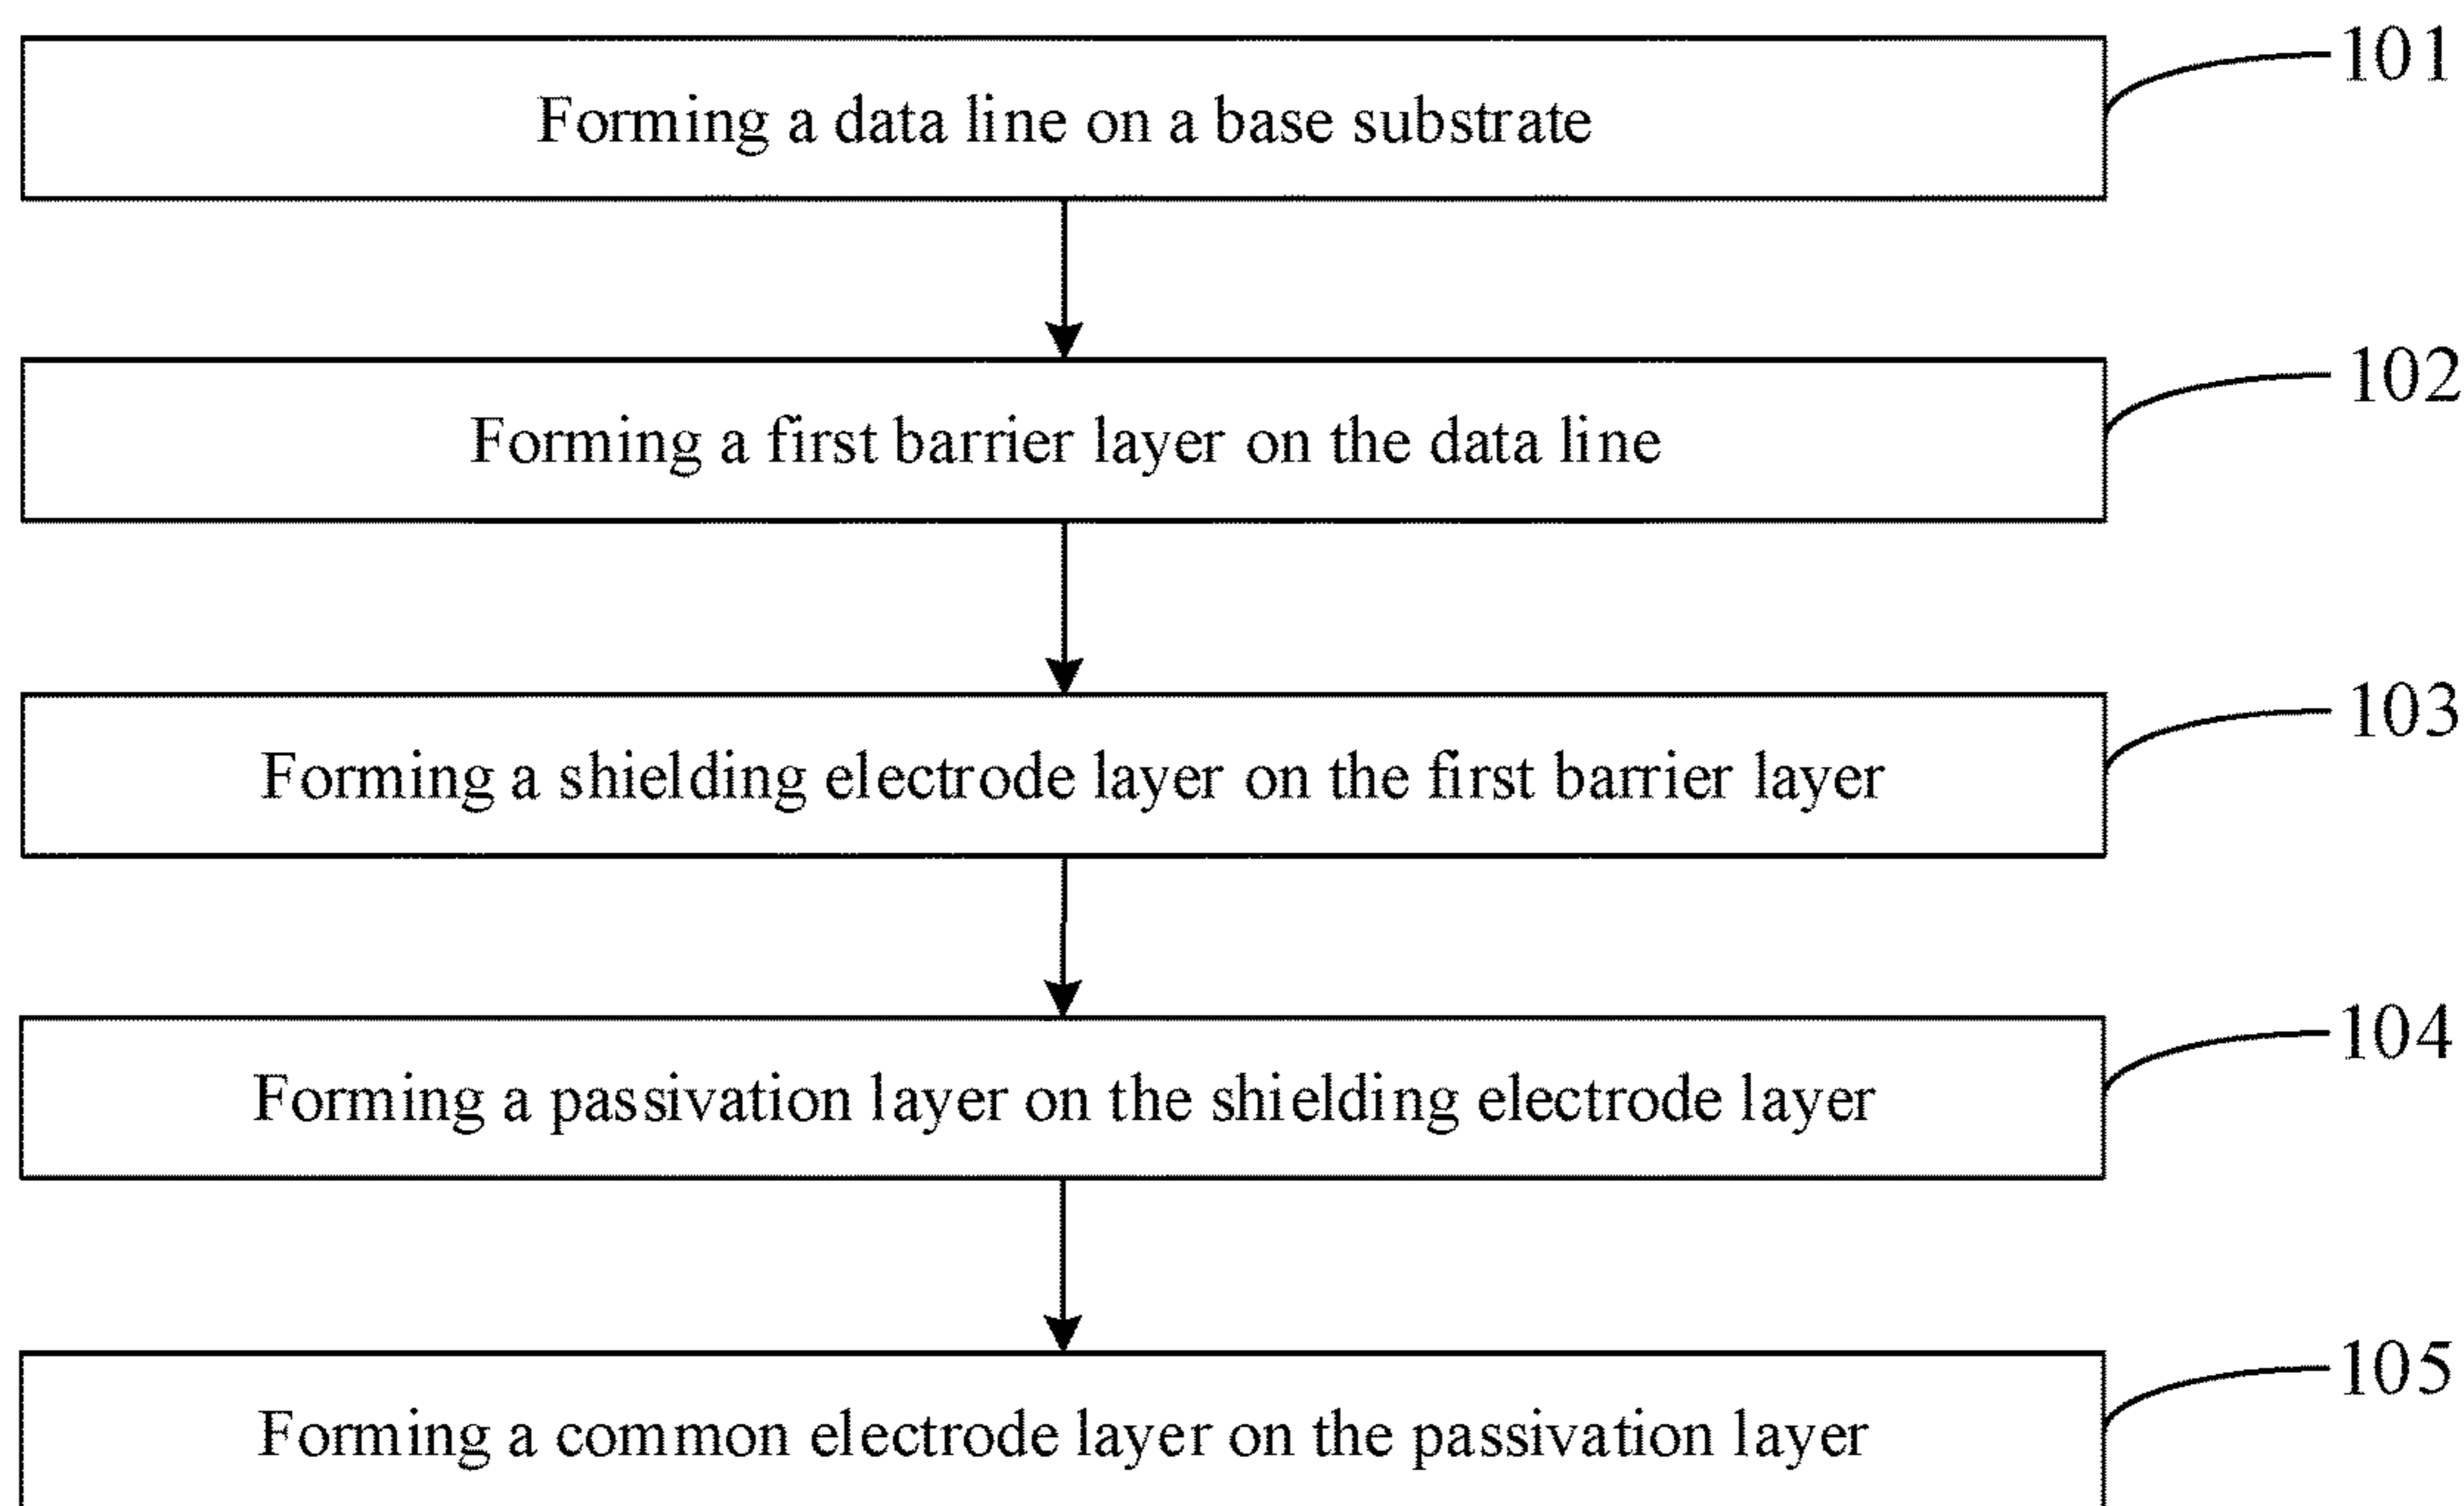 101
Forming a data line on a base substrate
102
Forming a first barrier layer on the data line
103
Forming a shielding electrode layer on the first barrier layer
104
Forming a passivation layer on the shielding electrode layer
105
Forming a common electrode layer on the passivation layer